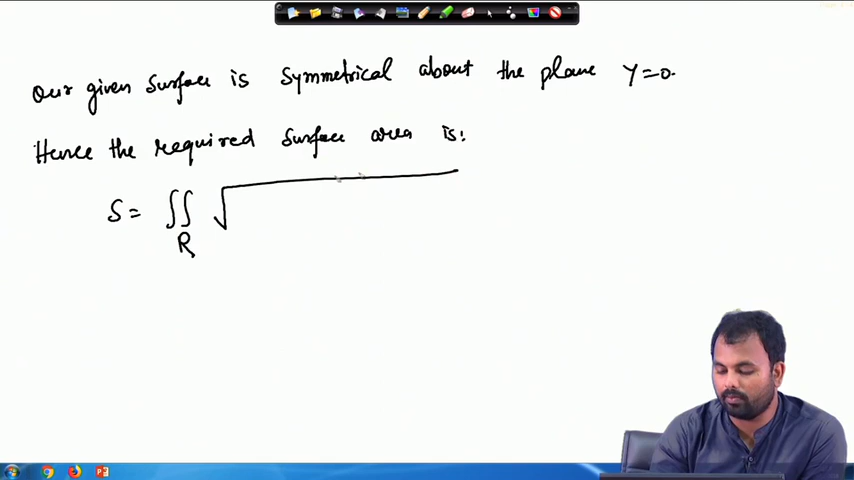 Our given surface is symmetrical about the plane Y=0.
Hence the required surface area is:
S = ∬_R √